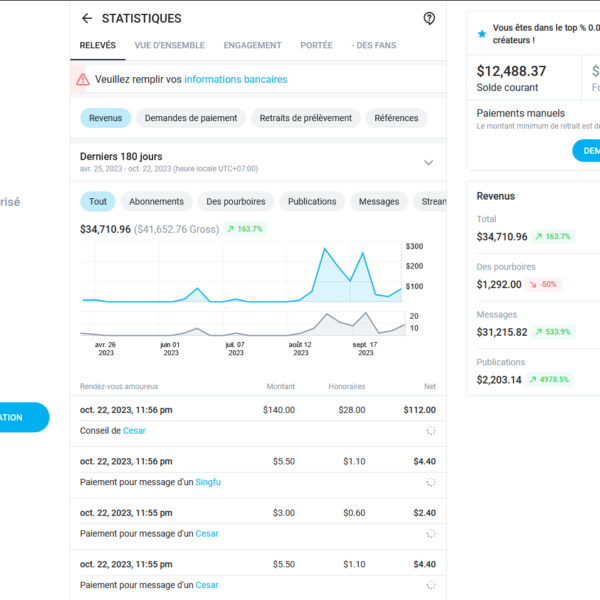 STATISTIQUES
RELEVÉS VUE D'ENSEMBLE ENGAGEMENT PORTÉE - DES FANS
Veuillez remplir vos informations bancaires
Revenus Demandes de paiement Retraits de prélèvement Références
Derniers 180 jours
avr. 25, 2023 - oct. 22, 2023 (heure locale UTC+07:00)
Tout Abonnements Des pourboires Publications Messages Strean
$34,710.96 ($41,652.76 Gross) 163.7%
$300
$200
$100
20
10
avr. 26 2023
juin 01 2023
juil. 07 2023
août 12 2023
sept. 17 2023
Rendez-vous amoureux Montant Honoraires Net
oct. 22, 2023, 11:56 pm $140.00 $28.00 $112.00
Conseil de Cesar
oct. 22, 2023, 11:56 pm $5.50 $1.10 $4.40
Paiement pour message d'un Singfu
oct. 22, 2023, 11:55 pm $3.00 $0.60 $2.40
Paiement pour message d'un Cesar
oct. 22, 2023, 11:55 pm $5.50 $1.10 $4.40
Paiement pour message d'un Cesar
risé
ATION
Vous êtes dans le top % 0.0
créateurs !
$12,488.37 $
Solde courant Fo
Paiements manuels
Le montant minimum de retrait est de
DEM
Revenus
Total
$34,710.96 163.7%
Des pourboires
$1,292.00 -50%
Messages
$31,215.82 533.9%
Publications
$2,203.14 4978.5%